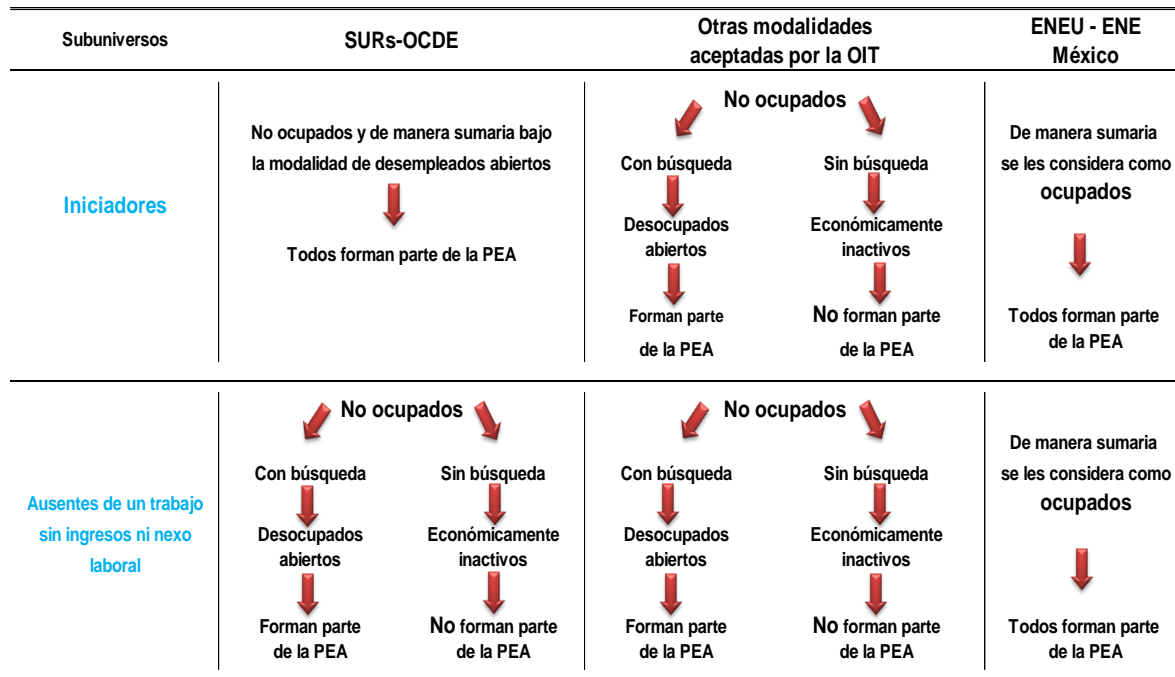 Subuniversos
SURs-OCDE
Otras modalidades
aceptadas por la OIT
ENEU - ENE
México
Iniciadores
No ocupados y de manera sumaria bajo
la modalidad de desempleados abiertos
Todos forman parte de la PEA
No ocupados
Con búsqueda
Desocupados
abiertos
Forman parte
de la PEA
Sin búsqueda
Económicamente
inactivos
No forman parte
de la PEA
De manera sumaria
se les considera como
ocupados
Todos forman parte
de la PEA
Ausentes de un trabajo
sin ingresos ni nexo
laboral
No ocupados
Con búsqueda
Desocupados
abiertos
Forman parte
de la PEA
Sin búsqueda
Económicamente
inactivos
No forman parte
de la PEA
No ocupados
Con búsqueda
Desocupados
abiertos
Forman parte
de la PEA
Sin búsqueda
Económicamente
inactivos
No forman parte
de la PEA
De manera sumaria
se les considera como
ocupados
Todos forman parte
de la PEA